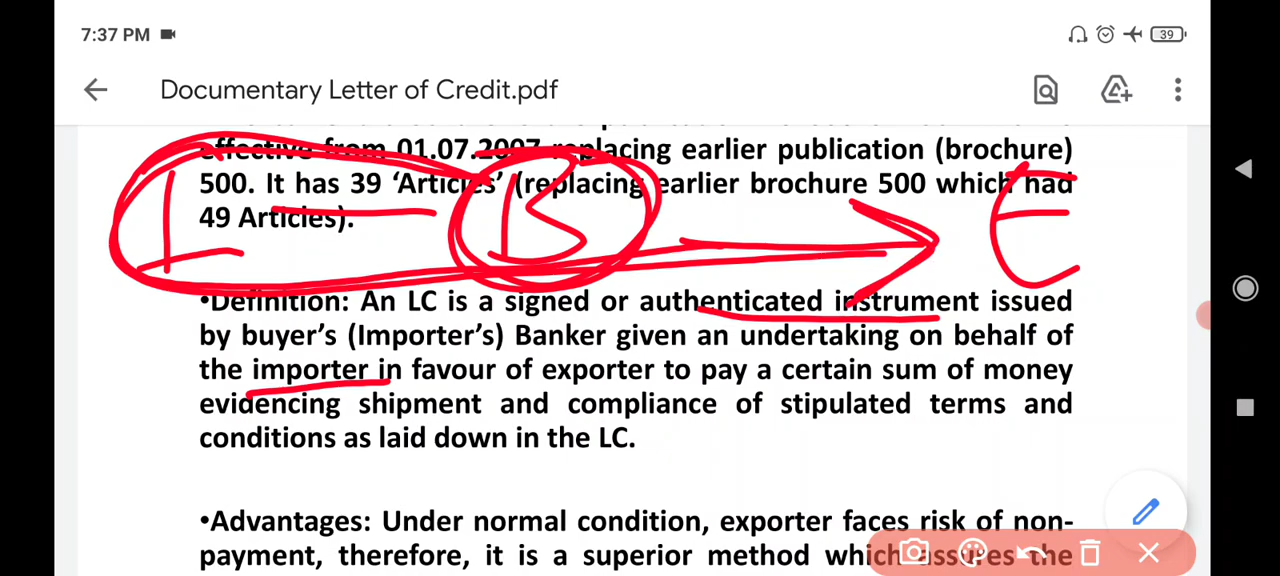 7:37 PM
39
Documentary Letter of Credit.pdf
effective from 01.07.2007 replacing earlier publication (brochure)
500. It has 39 ‘Articles’ (replacing earlier brochure 500 which had
49 Articles).
I B E
•Definition: An LC is a signed or authenticated instrument issued
by buyer’s (Importer’s) Banker given an undertaking on behalf of
the importer in favour of exporter to pay a certain sum of money
evidencing shipment and compliance of stipulated terms and
conditions as laid down in the LC.
•Advantages: Under normal condition, exporter faces risk of non-
payment, therefore, it is a superior method which assures the